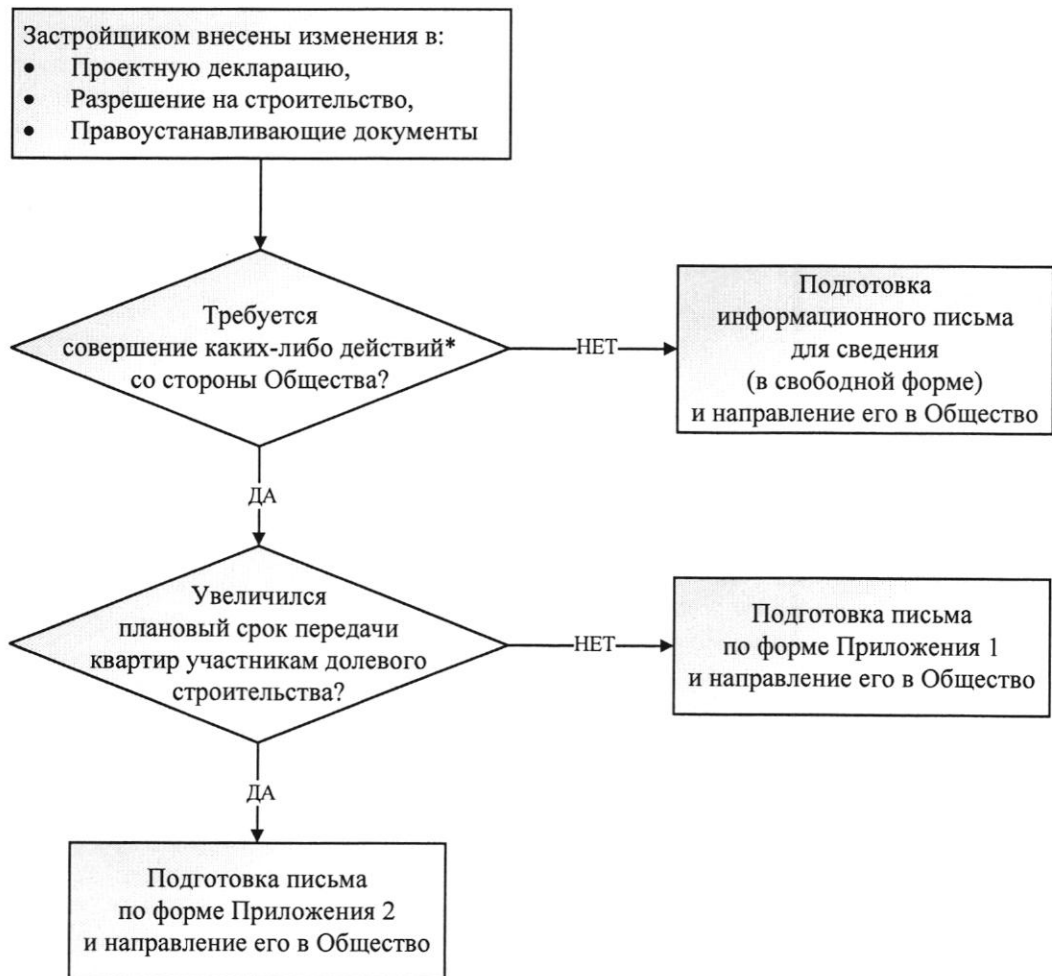 Застройщиком внесены изменения в:
• Проектную декларацию,
• Разрешение на строительство,
• Правоустанавливающие документы
Требуется
совершение каких-либо действий*
со стороны Общества?
НЕТ
Подготовка
информационного письма
для сведения
(в свободной форме)
и направление его в Общество
ДА
Увеличился
плановый срок передачи
квартир участникам долевого
строительства?
НЕТ
Подготовка письма
по форме Приложения 1
и направление его в Общество
ДА
Подготовка письма
по форме Приложения 2
и направление его в Общество